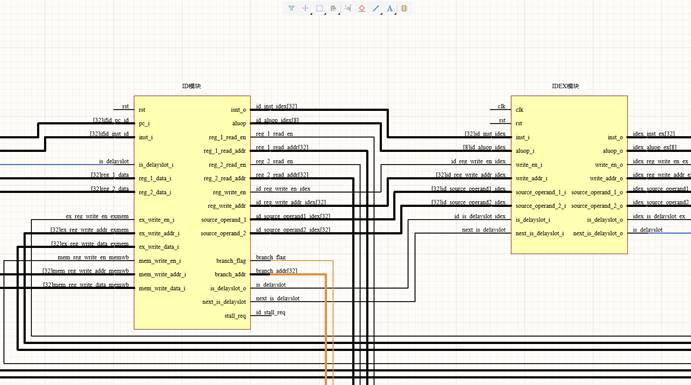 A
ID模块
rst
[32]ifid_pc_id
[32]ifid_inst_id
is_delayslot
[32]reg_1_data
[32]reg_2_data
ex_reg_write_en_exmem
[32]ex_reg_write_addr_exmem
[32]ex_reg_write_data_exmem
mem_reg_write_en_memwb
[32]mem_reg_write_addr_memwb
[32]mem_reg_write_data_memwb
rst
pc_i
inst_i
is_delayslot_i
reg_1_data_i
reg_2_data_i
ex_write_en_i
ex_write_addr_i
ex_write_data_i
mem_write_en_i
mem_write_addr_i
mem_write_data_i
inst_o
aluop
reg_1_read_en
reg_1_read_addr
reg_2_read_en
reg_2_read_addr
reg_write_en
reg_write_addr
source_operand_1
source_operand_2
branch_flag
branch_addr
is_delayslot_o
next_is_delayslot
stall_req
id_inst_idex[32]
id_aluop_idex[8]
reg_1_read_en
reg_1_read_addr[32]
reg_2_read_en
reg_2_read_addr[32]
id_reg_write_en_idex
reg_write_addr_idex[32]
id_source_operand1_idex[32]
id_source_operand2_idex[32]
branch_flag
branch_addr[32]
is_delayslot
next_is_delayslot
id_stall_req
IDEX模块
clk
rst
[32]id_inst_idex
[8]id_aluop_idex
id_reg_write_en_idex
[32]id_reg_write_addr_idex
[32]id_source_operand1_idex
[32]id_source_operand2_idex
id_is_delayslot_idex
next_is_delayslot
clk
rst
inst_i
aluop_i
write_en_i
write_addr_i
source_operand_1_i
source_operand_2_i
is_delayslot_i
next_is_delayslot_i
inst_o
aluop_o
write_en_o
write_addr_o
source_operand_1_o
source_operand_2_o
is_delayslot_o
next_is_delayslot_o
idex_inst_ex[32]
idex_aluop_ex[8]
idex_reg_write_en_ex
idex_reg_write_addr
idex_source_operand
idex_source_operand
idex_is_delayslot_ex
is_delayslot